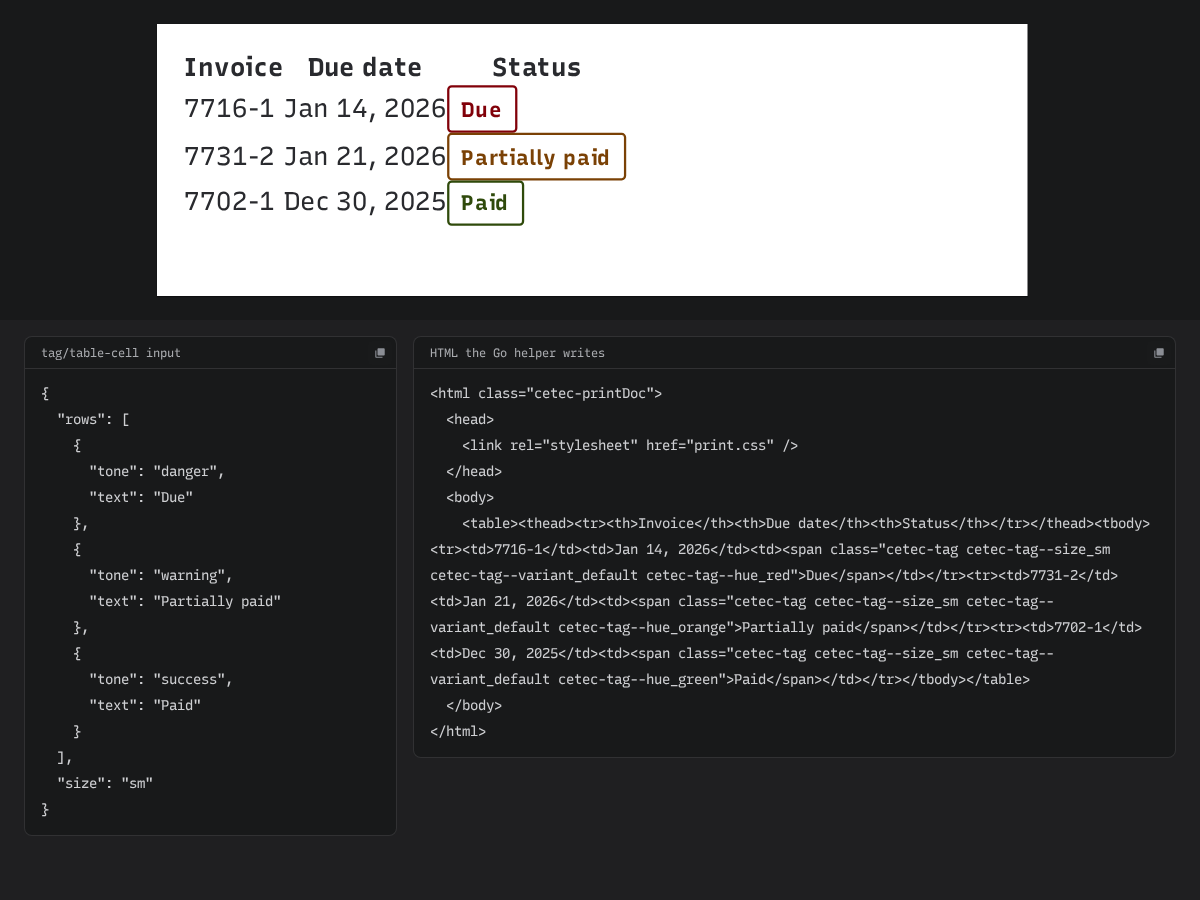 Invoice Due date Status
7716-1 Jan 14, 2026 Due
7731-2 Jan 21, 2026 Partially paid
7702-1 Dec 30, 2025 Paid
tag/table-cell input
{
  "rows": [
    {
      "tone": "danger",
      "text": "Due"
    },
    {
      "tone": "warning",
      "text": "Partially paid"
    },
    {
      "tone": "success",
      "text": "Paid"
    }
  ],
  "size": "sm"
}
HTML the Go helper writes
<html class="cetec-printDoc">
  <head>
    <link rel="stylesheet" href="print.css" />
  </head>
  <body>
    <table><thead><tr><th>Invoice</th><th>Due date</th><th>Status</th></tr></thead><tbody>
<tr><td>7716-1</td><td>Jan 14, 2026</td><td><span class="cetec-tag cetec-tag--size_sm
cetec-tag--variant_default cetec-tag--hue_red">Due</span></td></tr><tr><td>7731-2</td>
<td>Jan 21, 2026</td><td><span class="cetec-tag cetec-tag--size_sm cetec-tag--
variant_default cetec-tag--hue_orange">Partially paid</span></td></tr><tr><td>7702-1</td>
<td>Dec 30, 2025</td><td><span class="cetec-tag cetec-tag--size_sm cetec-tag--
variant_default cetec-tag--hue_green">Paid</span></td></tr></tbody></table>
  </body>
</html>